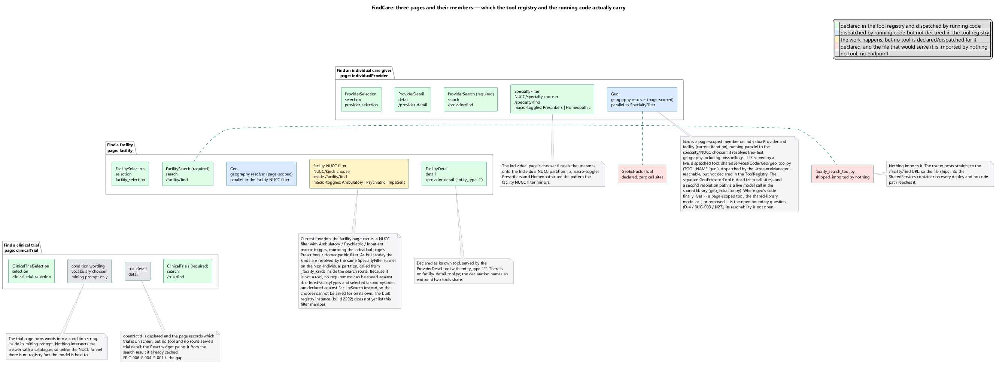 FindCare: three pages and their members — which the tool registry and the running code actually carry
declared in the tool registry and dispatched by running code
dispatched by running code but not declared in the tool registry
the work happens, but no tool is declared/dispatched for it
declared, and the file that would serve it is imported by nothing
no tool, no endpoint
Find an individual care giver
page: individualProvider
ProviderSelection
selection
provider_selection
ProviderDetail
detail
/provider-detail
ProviderSearch (required)
search
/provider/find
SpecialtyFilter
NUCC/specialty chooser
/specialty/find
macro-toggles: Prescribers | Homeopathic
Geo
geography resolver (page-scoped)
parallel to SpecialtyFilter
Find a facility
page: facility
FacilitySelection
selection
facility_selection
FacilitySearch (required)
search
/facility/find
Geo
geography resolver (page-scoped)
parallel to the facility NUCC filter
facility NUCC filter
NUCC/kinds chooser
inside /facility/find
macro-toggles: Ambulatory | Psychiatric | Inpatient
FacilityDetail
detail
/provider-detail (entity_type '2')
The individual page's chooser funnels the utterance
onto the Individual NUCC partition. Its macro-toggles
Prescribers and Homeopathic are the pattern the
facility NUCC filter mirrors.
GeoExtractorTool
declared, zero call sites
Geo is a page-scoped member on individualProvider and
facility (current iteration), running parallel to the
specialty/NUCC chooser; it resolves free-text
geography including misspellings. It IS served by a
live, dispatched tool: sharedServices/Code/Geo/geo_tool.py
(TOOL_NAME 'geo'), dispatched by the UtteranceManager --
reachable, but not declared in the ToolRegistry. The
separate GeoExtractorTool is dead (zero call sites), and
a second resolution path is a live model call in the
shared library (geo_extractor.py). Where geo's code
finally lives -- a page-scoped tool, the shared-library
model call, or removed -- is the open boundary question
(D-4 / BUG-003 / N27); its reachability is not open.
facility_search_tool.py
shipped, imported by nothing
Nothing imports it. The router posts straight to the
/facility/find URL, so the file ships into the
SharedServices container on every deploy and no code
path reaches it.
Find a clinical trial
page: clinicalTrial
ClinicalTrialSelection
selection
clinical_trial_selection
condition wording
vocabulary chooser
mining prompt only
trial detail
detail
ClinicalTrials (required)
search
/trial/find
Current iteration: the facility page carries a NUCC
filter with Ambulatory / Psychiatric / Inpatient
macro-toggles, mirroring the individual page's
Prescribers / Homeopathic filter. As built today the
kinds are resolved by the same SpecialtyFilter funnel
on the Non-Individual partition, called from
_facility_kinds inside the search route. Because it
is not a tool, no requirement can be stated against
it: offeredFacilityTypes and selectedTaxonomyCodes
are declared against FacilitySearch instead, so the
chooser cannot be asked for on its own. The built
registry instance (build 2292) does not yet list this
filter member.
Declared as its own tool, served by the
ProviderDetail tool with entity_type "2". There is
no facility_detail_tool.py; the declaration names an
endpoint two tools share.
The trial page turns words into a condition string
inside its mining prompt. Nothing intersects the
answer with a catalogue, so unlike the NUCC funnel
there is no registry fact the model is held to.
openNctId is declared and the page records which
trial is on screen, but no tool and no route serve a
trial detail: the React widget paints it from the
search result it already cached.
EPIC-006-F-004-S-001 is the gap.